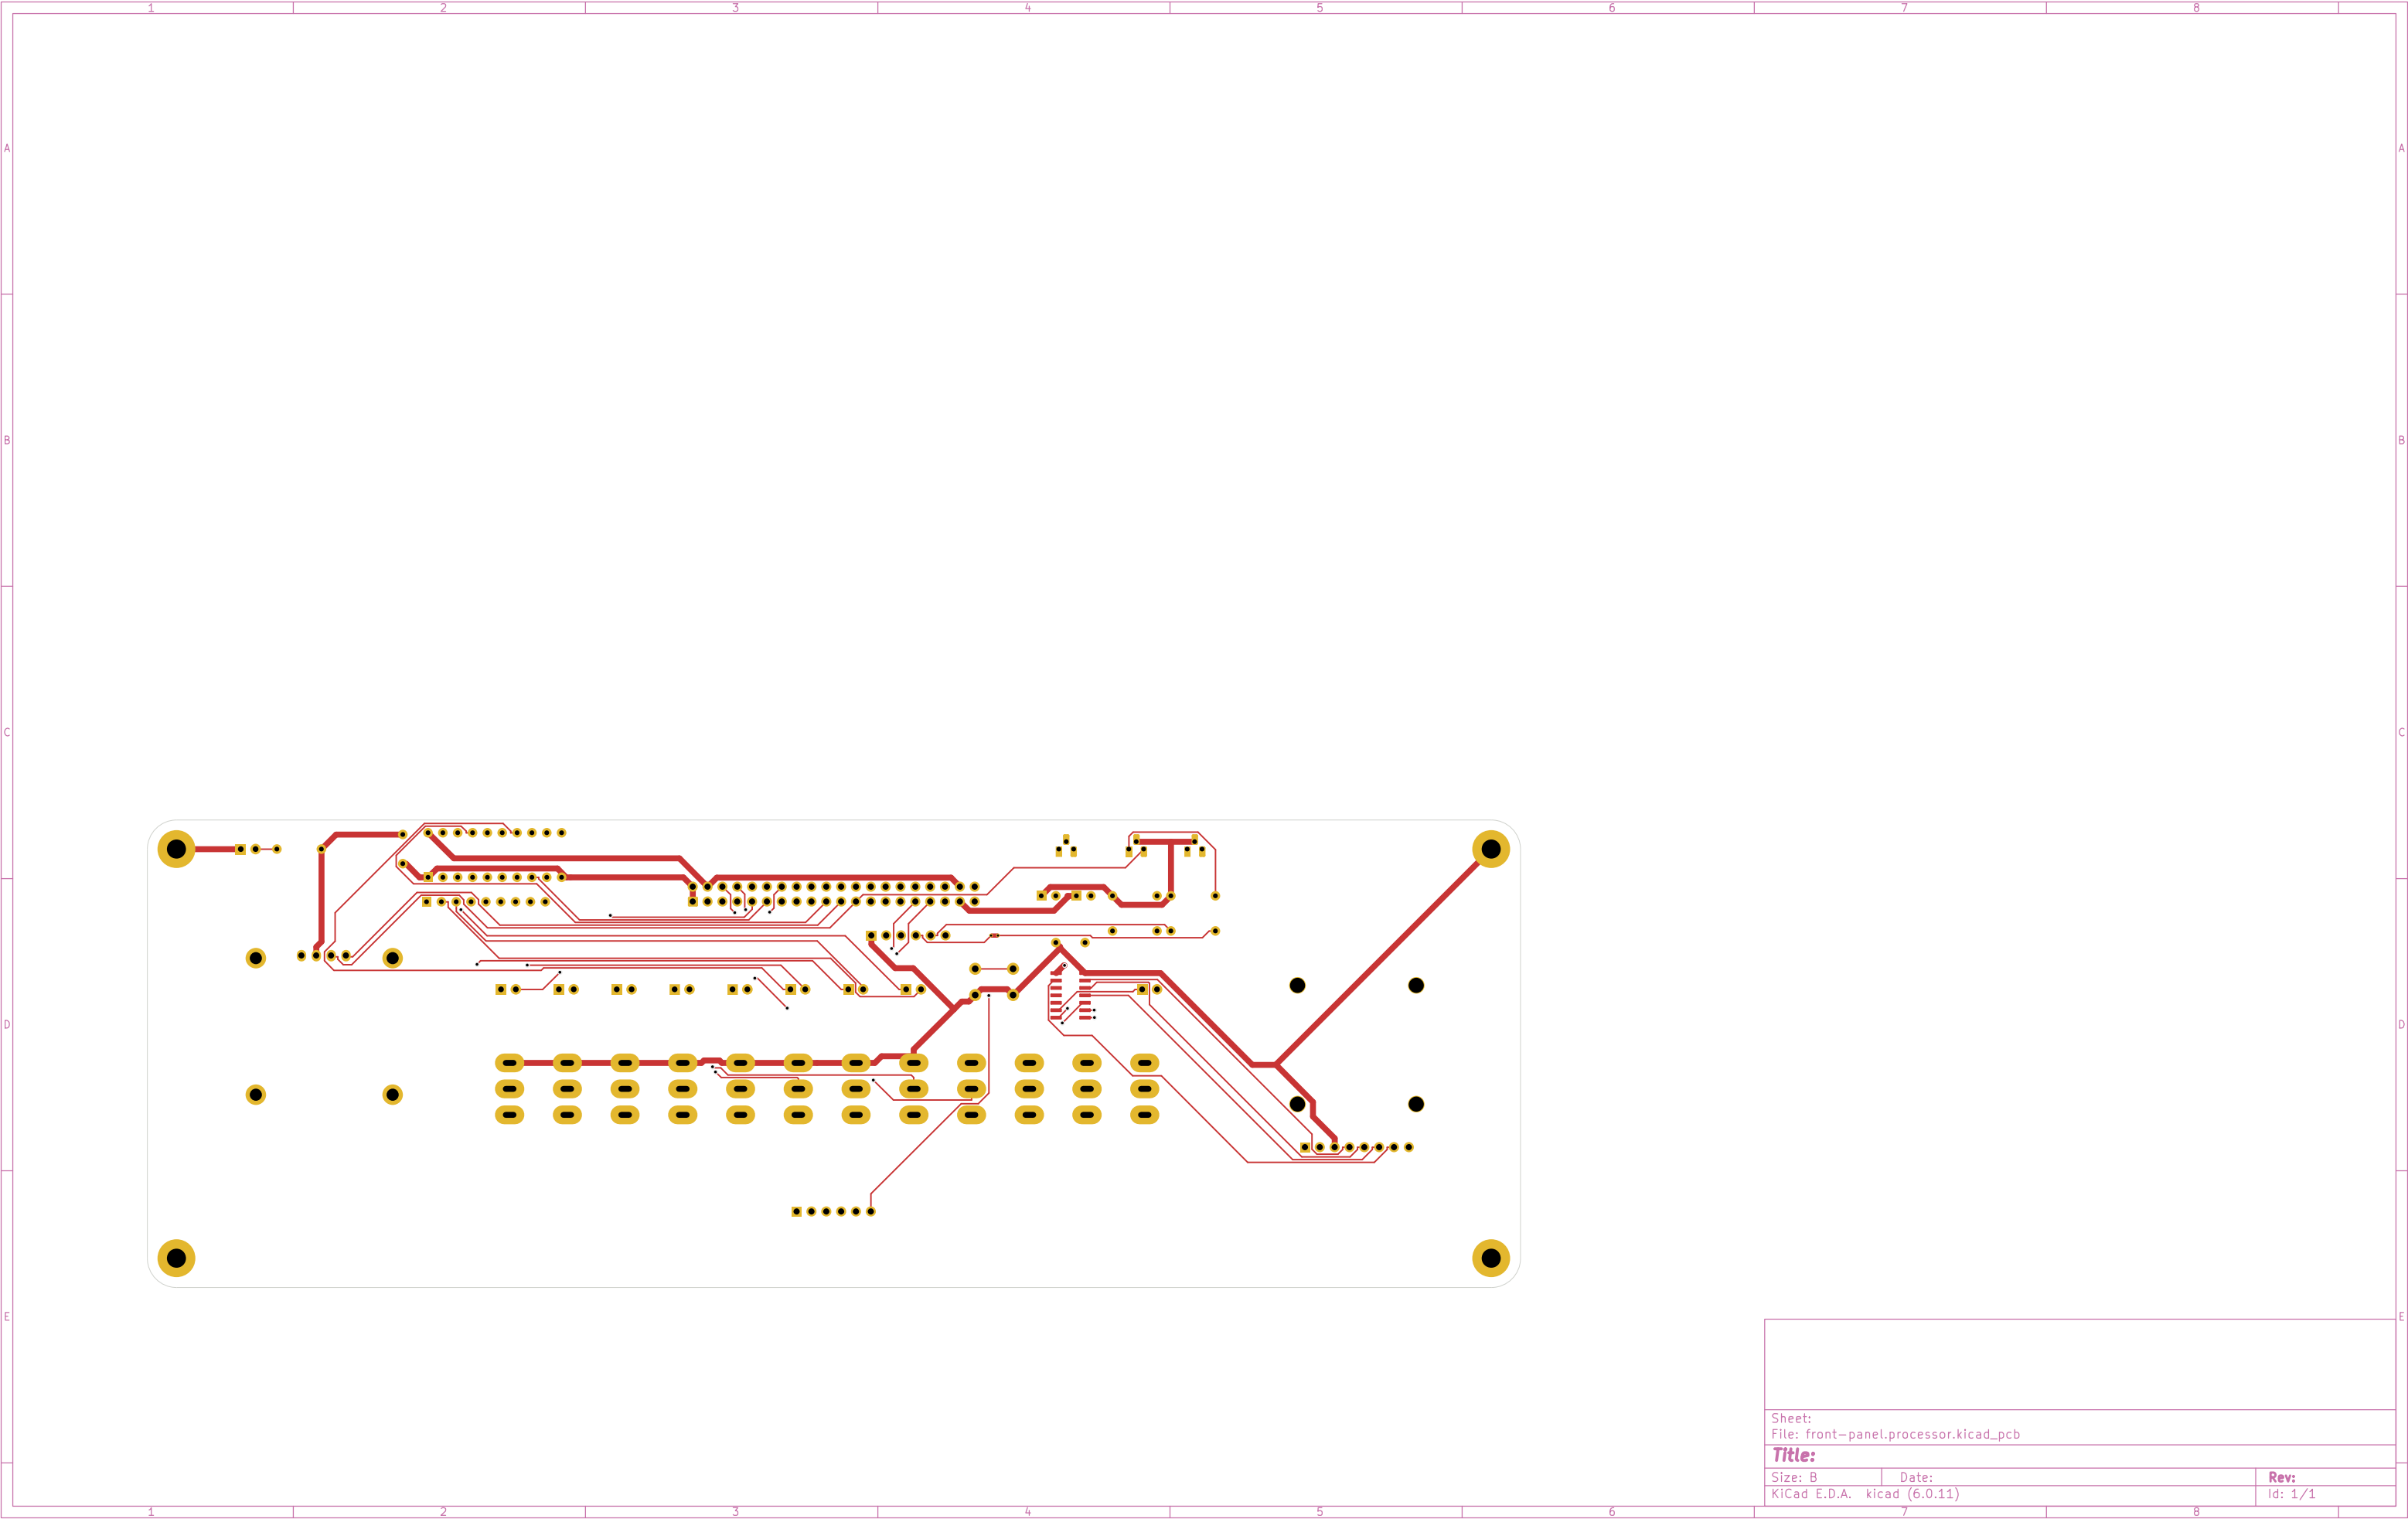 1 2 3 4 5 6 7 8
A A
B B
C C
D D
E E
Sheet:
File: front-panel.processor.kicad_pcb
Title:
Size: B Date: Rev:
KiCad E.D.A. kicad (6.0.11) Id: 1/1
1 2 3 4 5 6 7 8